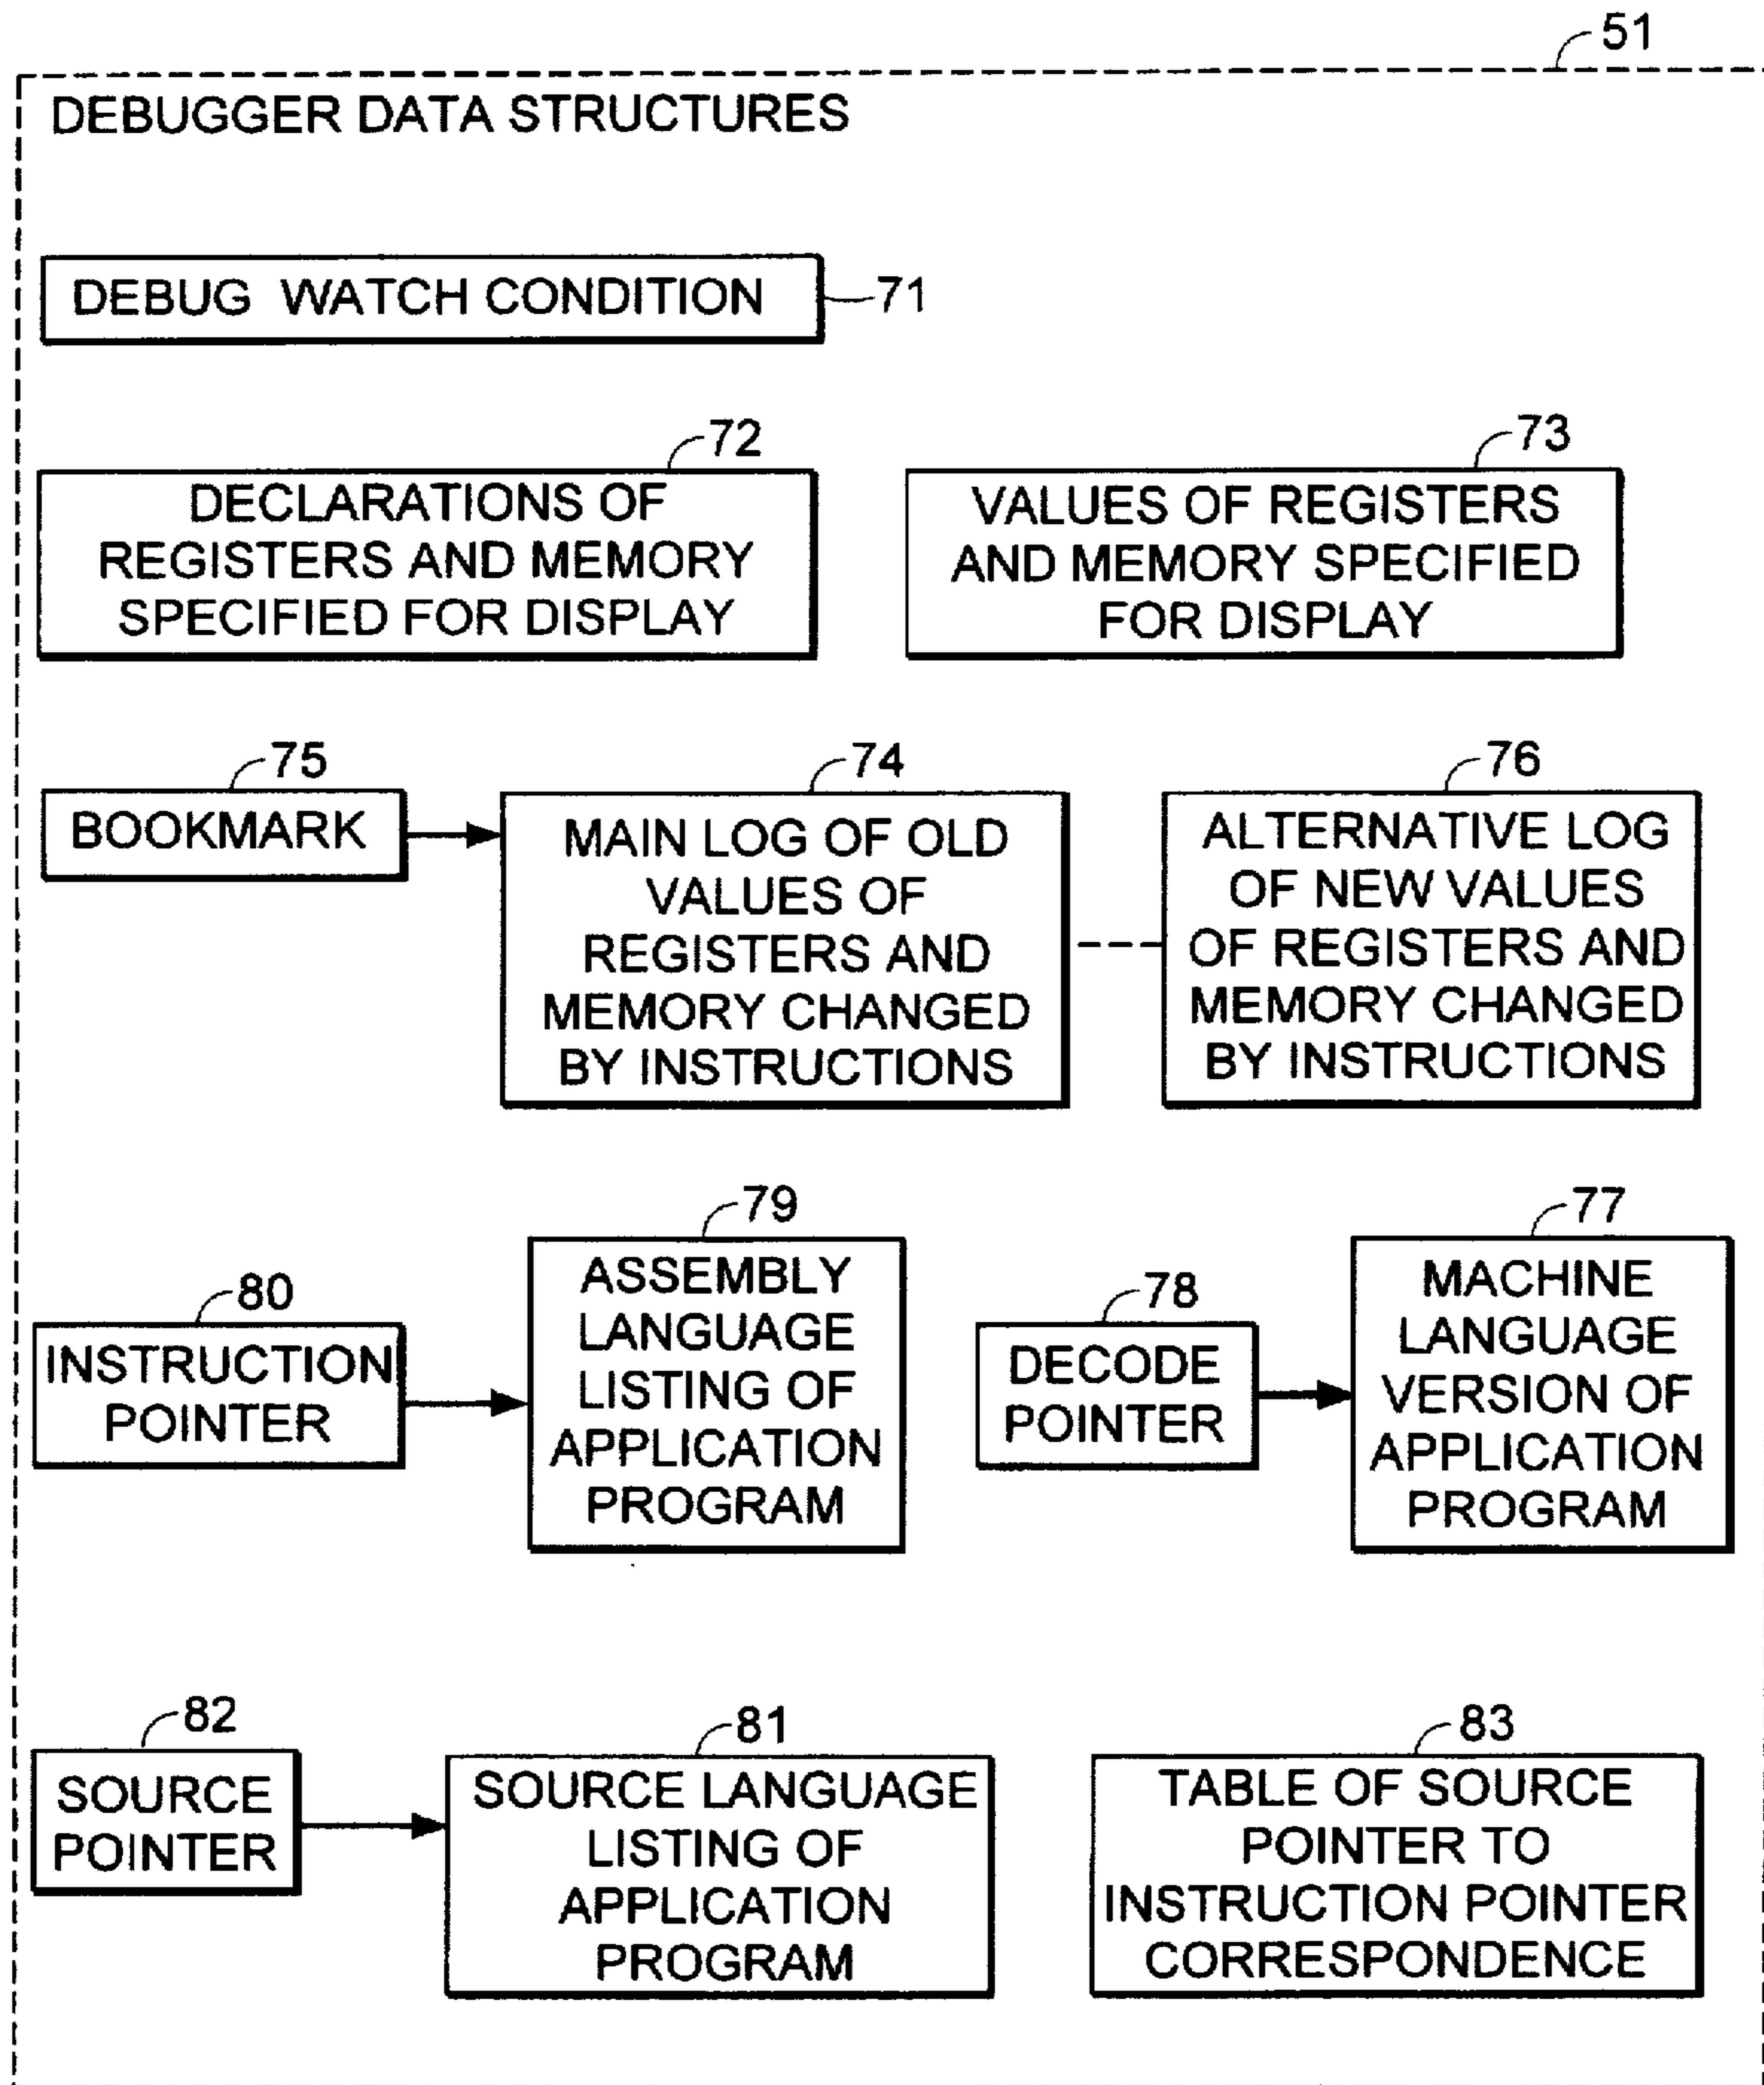 51
DEBUGGER DATA STRUCTURES
DEBUG WATCH CONDITION
71
72
DECLARATIONS OF
REGISTERS AND MEMORY
SPECIFIED FOR DISPLAY
73
VALUES OF REGISTERS
AND MEMORY SPECIFIED
FOR DISPLAY
75
BOOKMARK
74
MAIN LOG OF OLD
VALUES OF
REGISTERS AND
MEMORY CHANGED
BY INSTRUCTIONS
76
ALTERNATIVE LOG
OF NEW VALUES
OF REGISTERS AND
MEMORY CHANGED
BY INSTRUCTIONS
80
INSTRUCTION
POINTER
79
ASSEMBLY
LANGUAGE
LISTING OF
APPLICATION
PROGRAM
78
DECODE
POINTER
77
MACHINE
LANGUAGE
VERSION OF
APPLICATION
PROGRAM
82
SOURCE
POINTER
81
SOURCE LANGUAGE
LISTING OF
APPLICATION
PROGRAM
83
TABLE OF SOURCE
POINTER TO
INSTRUCTION POINTER
CORRESPONDENCE